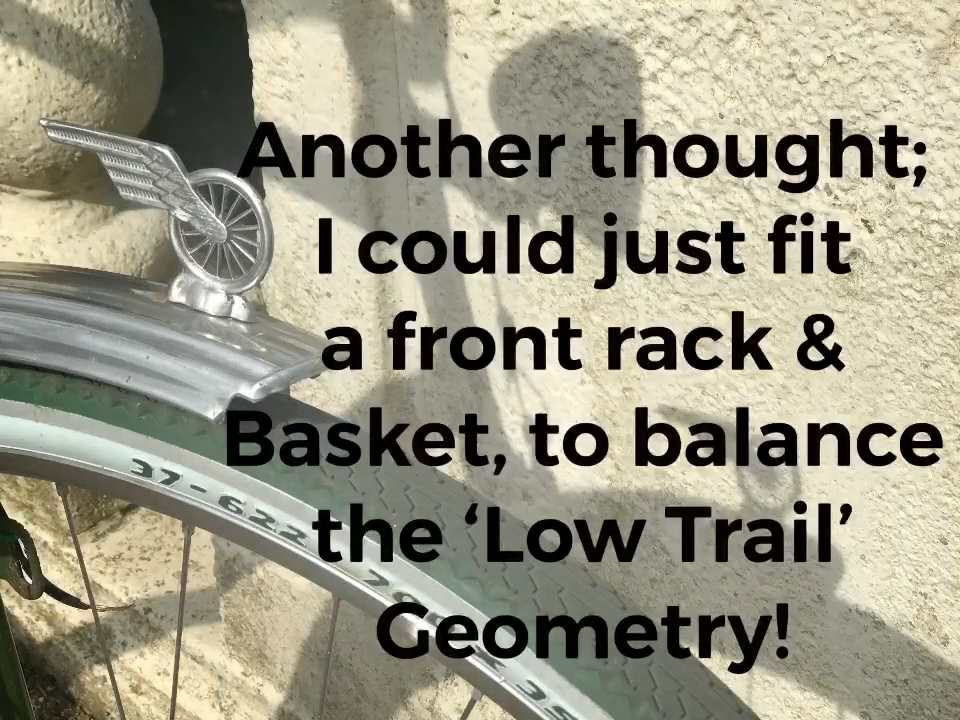 Another thought;
I could just fit
a front rack &
Basket, to balance
the ‘Low Trail’
Geometry!
37-622